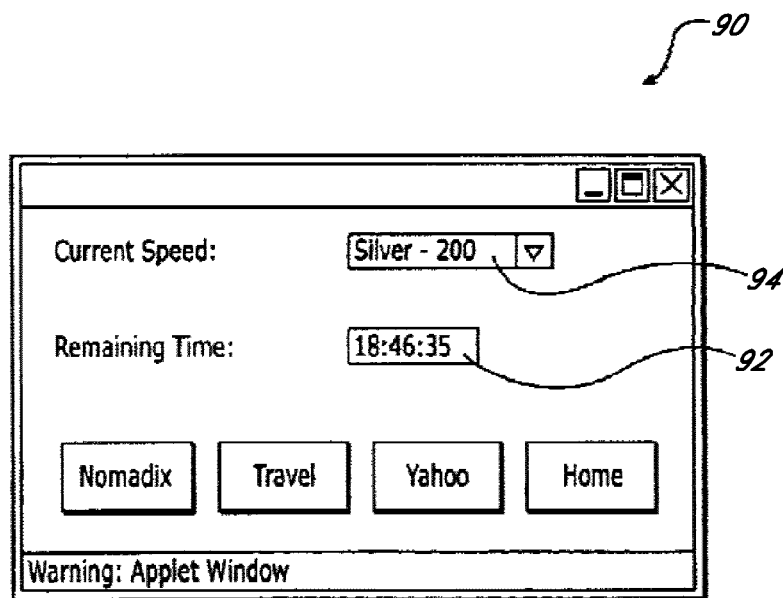 90
Current Speed: Silver - 200
94
Remaining Time: 18:46:35
92
Nomadix Travel Yahoo Home
Warning: Applet Window